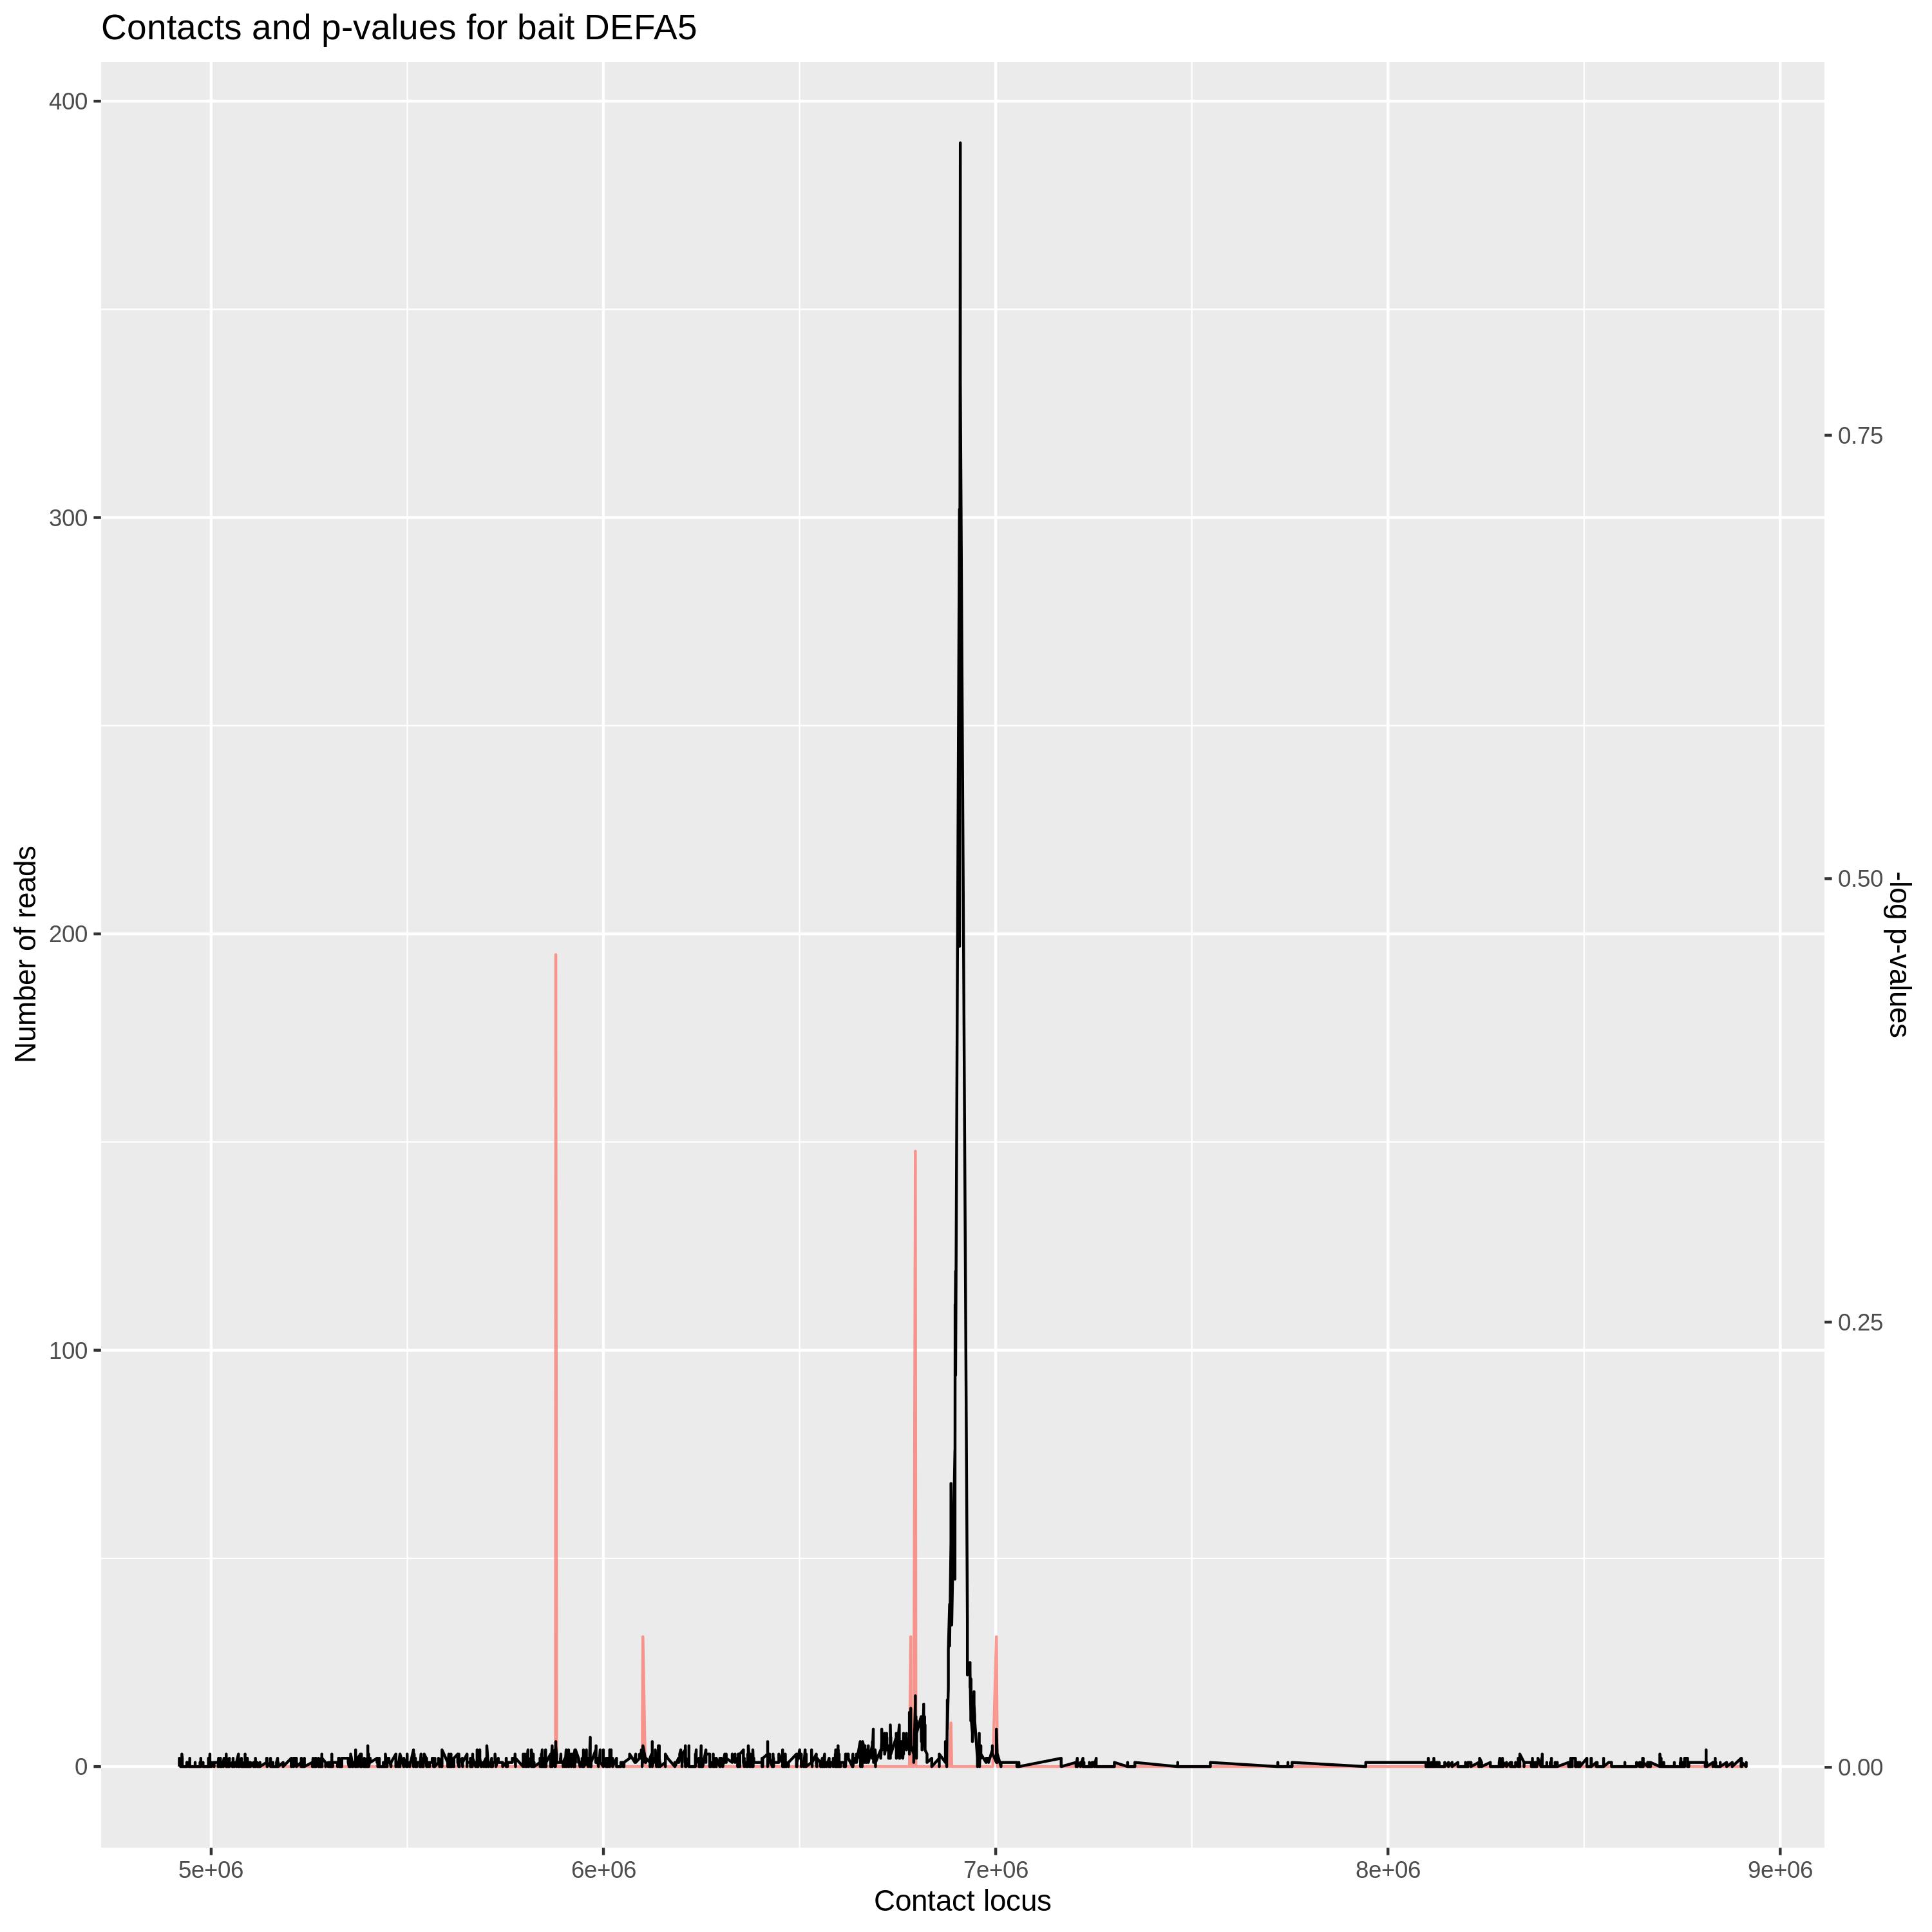 Contacts and p-values for bait DEFA5
400
300
200
100
0
Number of reads
0.75
0.50
0.25
0.00
-log p-values
5e+06
6e+06
7e+06
8e+06
9e+06
Contact locus